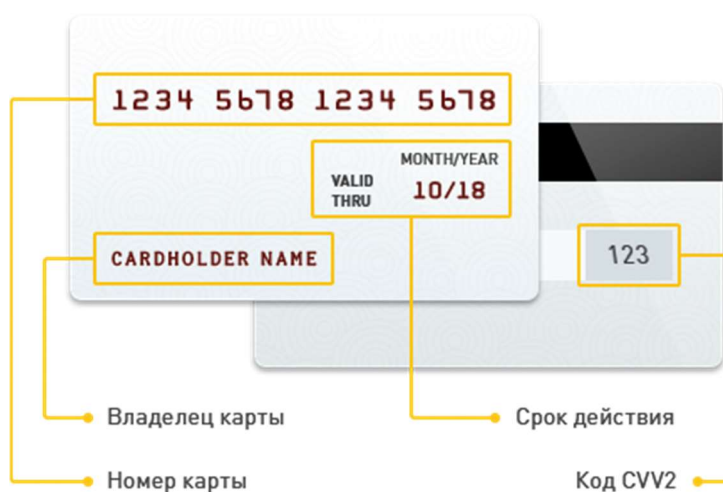 1234 5678 1234 5678
MONTH/YEAR
VALID THRU 10/18
CARDHOLDER NAME
123
Владелец карты
Срок действия
Номер карты
Код CVV2